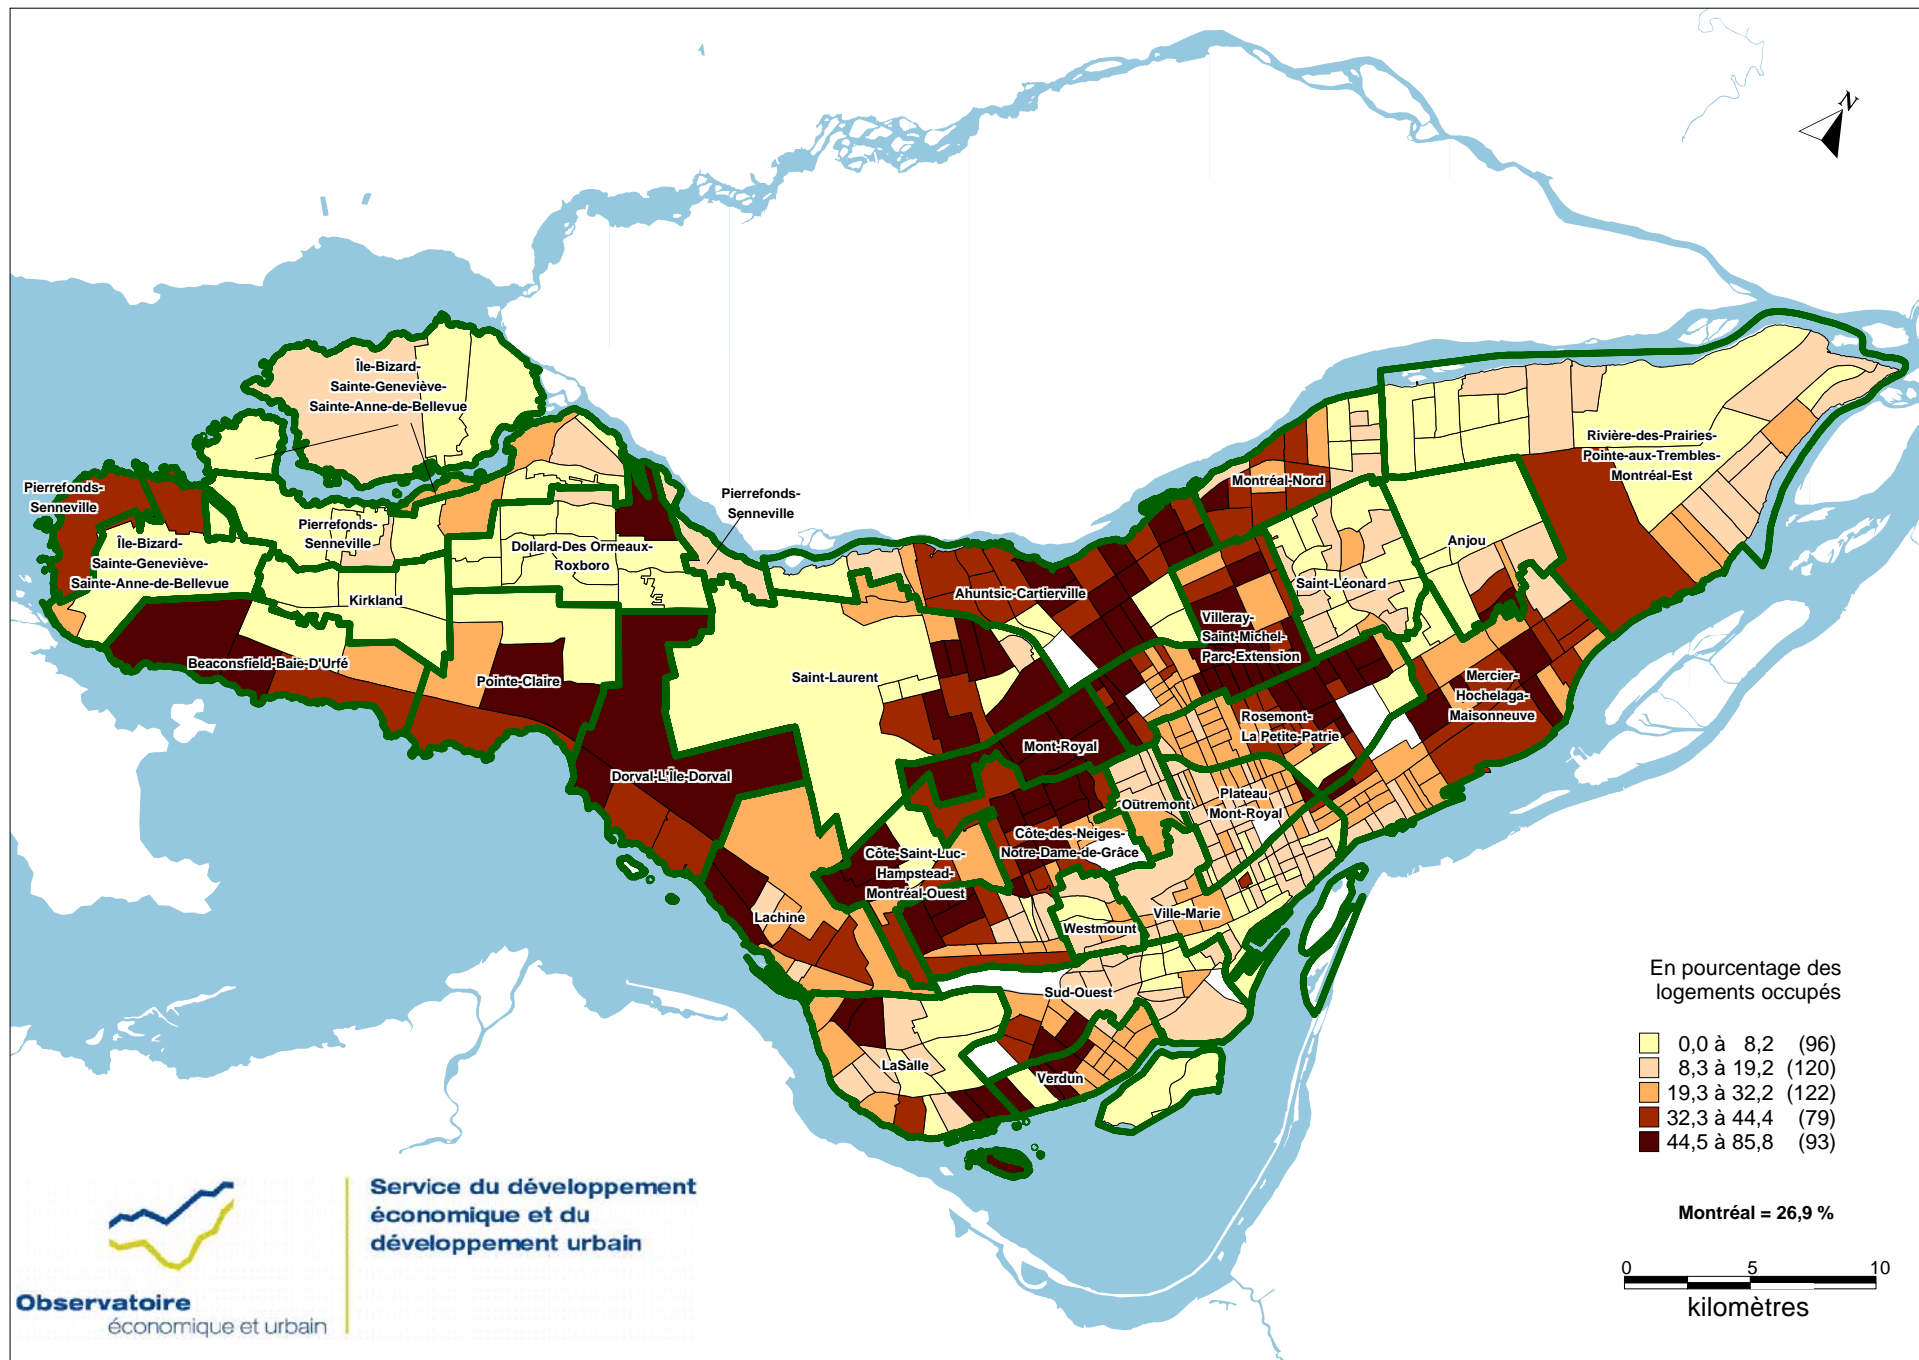 N
Île-Bizard-
Sainte-Geneviève-
Sainte-Anne-de-Bellevue
Pierrefonds-
Senneville
Pierrefonds-
Senneville
Pierrefonds-
Senneville
Île-Bizard-
Sainte-Geneviève-
Sainte-Anne-de-Bellevue
Dollard-Des Ormeaux-
Roxboro
Kirkland
Beaconsfield-Baie-D'Urfé
Pointe-Claire
Dorval-L'Île-Dorval
Saint-Laurent
Ahuntsic-Cartierville
Montréal-Nord
Rivière-des-Prairies-
Pointe-aux-Trembles-
Montréal-Est
Anjou
Saint-Léonard
Villeray-
Saint-Michel-
Parc-Extension
Mercier-
Hochelaga-
Maisonneuve
Rosemont-
La Petite-Patrie
Mont-Royal
Plateau
Mont-Royal
Outremont
Côte-des-Neiges-
Notre-Dame-de-Grâce
Côte-Saint-Luc-
Hampstead-
Montréal-Ouest
Lachine
Westmount
Ville-Marie
Sud-Ouest
LaSalle
Verdun
En pourcentage des
logements occupés
0,0 à 8,2 (96)
8,3 à 19,2 (120)
19,3 à 32,2 (122)
32,3 à 44,4 (79)
44,5 à 85,8 (93)
Montréal = 26,9 %
0 5 10
kilomètres
Service du développement
économique et du
développement urbain
Observatoire
économique et urbain